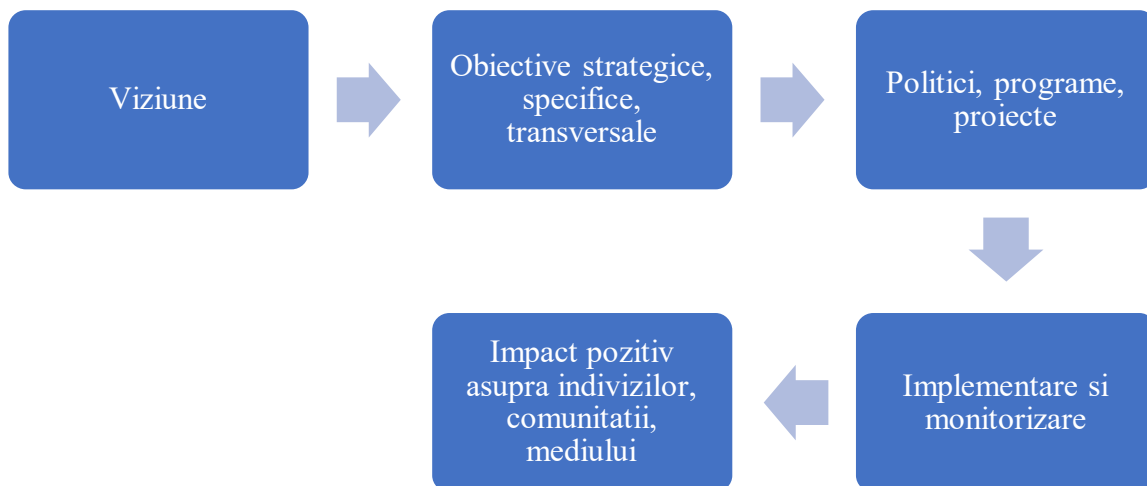 Viziune
Obiective strategice,
specifice,
transversale
Politici, programe,
proiecte
Implementare si
monitorizare
Impact pozitiv
asupra indivizilor,
comunitatii,
mediului